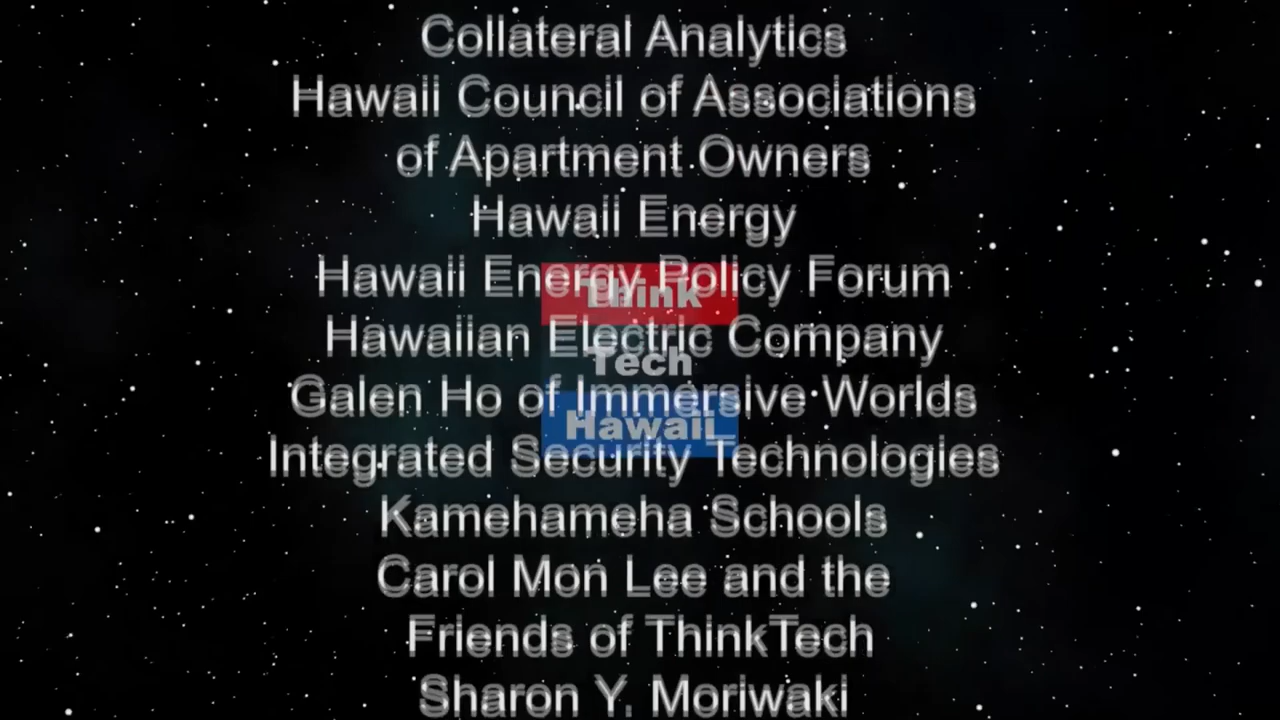 Collateral Analytics
Hawaii Council of Associations
of Apartment Owners
Hawaii Energy
Hawaii Energy Policy Forum
Think
Hawaiian Electric Company
Tech
Galen Ho of Immersive Worlds
Hawaii
Integrated Security Technologies
Kamehameha Schools
Carol Mon Lee and the
Friends of ThinkTech
Sharon Y. Moriwaki